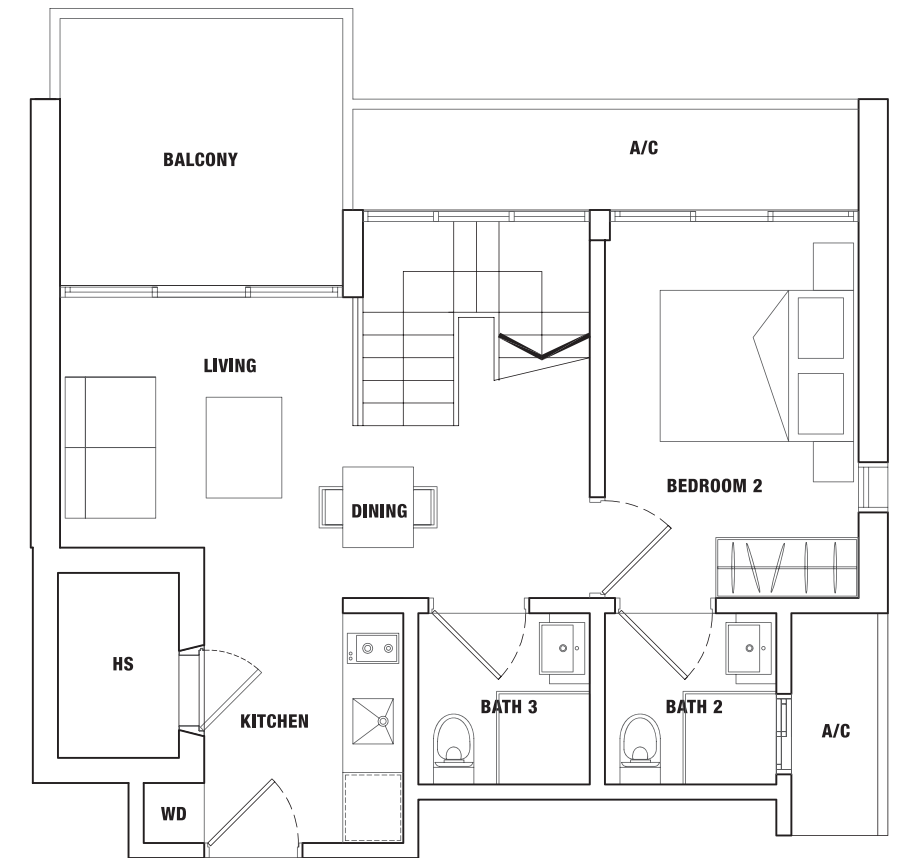 BALCONY
A/C
LIVING
BEDROOM 2
DINING
HS
KITCHEN
BATH 3
BATH 2
A/C
WD